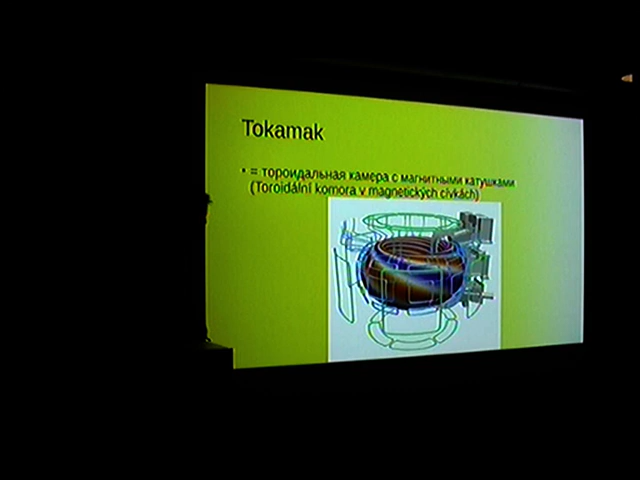 Tokamak
• = тороидальная камера с магнитными катушками
(Toroidální komora v magnetických cívkách)